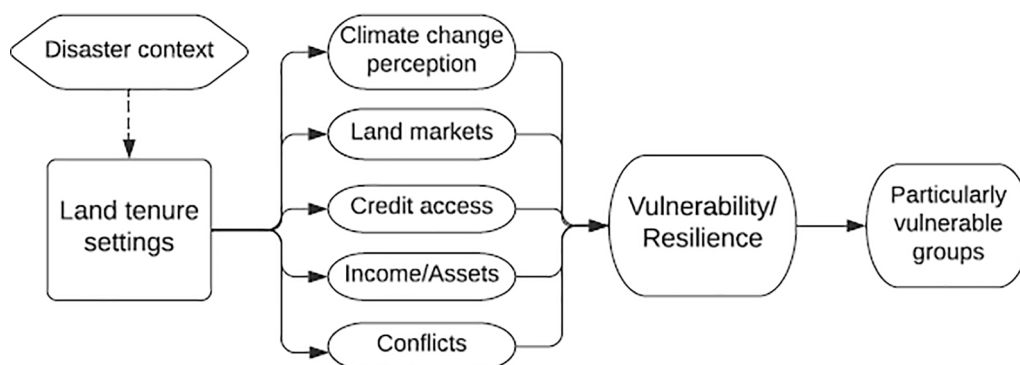 Disaster context
Land tenure
settings
Climate change
perception
Land markets
Credit access
Income/Assets
Conflicts
Vulnerability/
Resilience
Particularly
vulnerable
groups